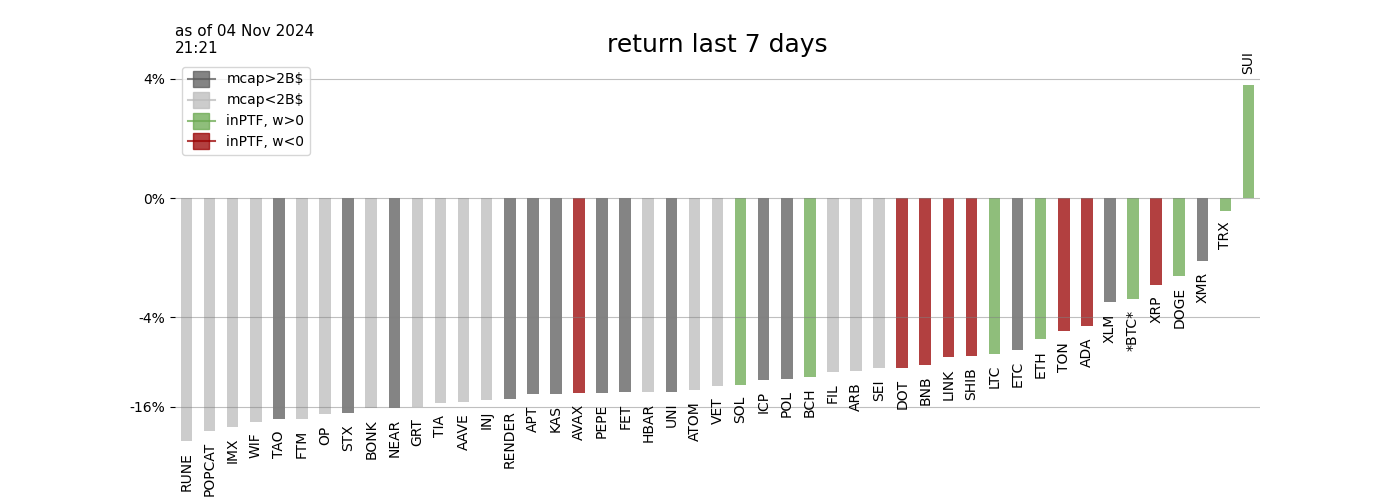 as of 04 Nov 2024
21:21
return last 7 days
SUI
4%
mcap>2B$
mcap<2B$
inPTF, w>0
inPTF, w<0
0%
-4%
-16%
RUNE
POPCAT
IMX
WIF
TAO
FTM
OP
STX
BONK
NEAR
GRT
TIA
AAVE
INJ
RENDER
APT
KAS
AVAX
PEPE
FET
HBAR
UNI
ATOM
VET
SOL
ICP
POL
BCH
FIL
ARB
SEI
DOT
BNB
LINK
SHIB
LTC
ETC
ETH
TON
ADA
XLM
*BTC*
XRP
DOGE
XMR
TRX